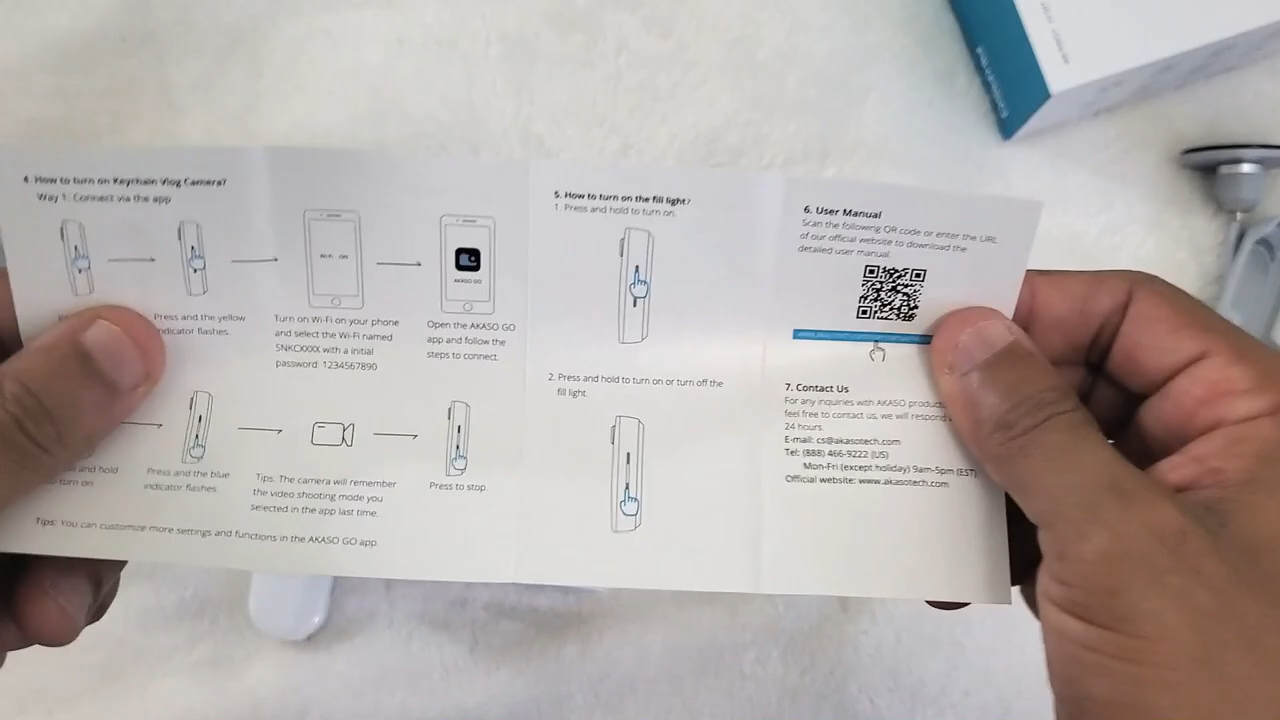 4. How to turn on Keychain Vlog Camera?
Way 1: Connect via the app
Press and the yellow
indicator flashes.
Wi-Fi ON
Turn on Wi-Fi on your phone
and select the Wi-Fi named
password: 1234567890
AKASO GO
Open the AKASO GO
app and follow the
steps to connect.
and hold
turn on.
Press and the blue
indicator flashes.
Tips: The camera will remember
the video shooting mode you
selected in the app last time.
Press to stop.
Tips: You can customize more settings and functions in the AKASO GO app.
5. How to turn on the fill light?
1. Press and hold to turn on.
2. Press and hold to turn on or turn off the
fill light.
6. User Manual
Scan the following QR code or enter the URL
of our official website to download the
detailed user manual.
7. Contact Us
For any inquiries with AKASO
feel free to contact us, we will respond
24 hours.
E-mail: cs@akasotech.com
Tel: (888) 466-9222 (US)
Mon-Fri (except holiday) 9am-5pm (EST)
Official website: www.akasotech.com